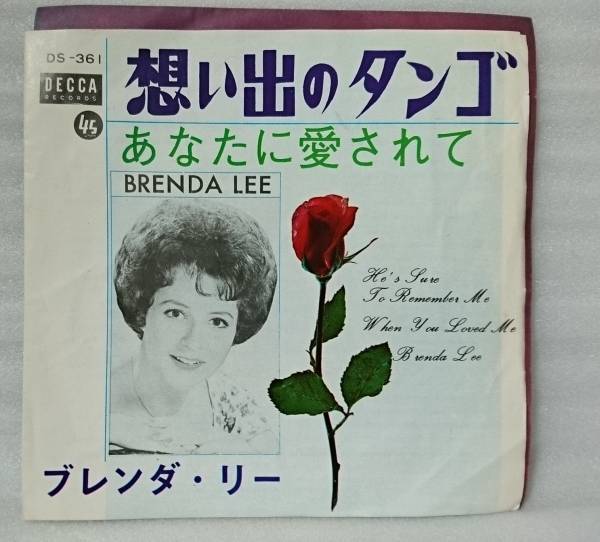 DS-361
DECCA
RECORDS
45
想い出のタンゴ
あなたに愛されて
BRENDA LEE
He's Sure
To Remember Me
When You Loved Me
Brenda Lee
ブレンダ・リー